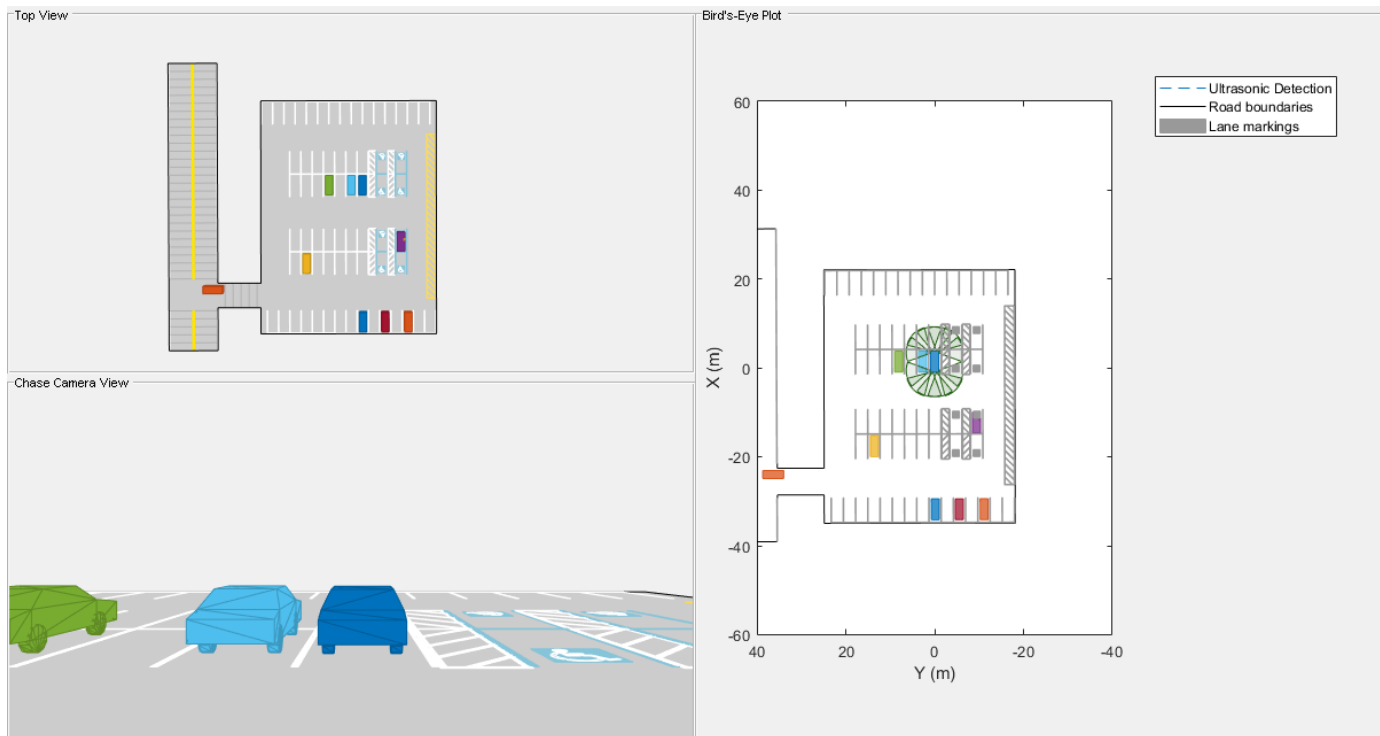 Top View
Chase Camera View
Bird's-Eye Plot
Ultrasonic Detection
Road boundaries
Lane markings
60
40
20
0
-20
-40
-60
X (m)
40
20
0
-20
-40
Y (m)